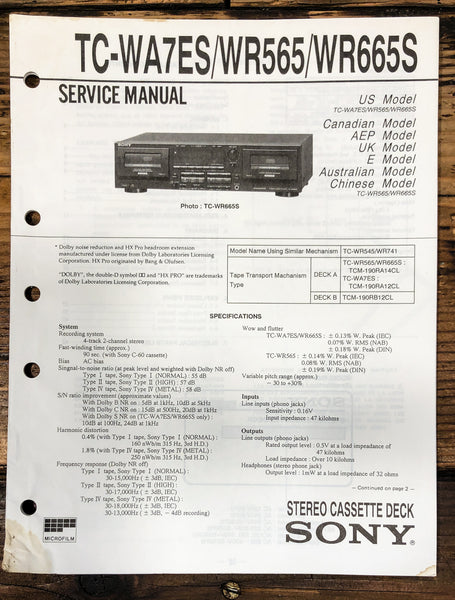 TC-WA7ES/WR565/WR665S
SERVICE MANUAL
US Model
TC-WA7ES/WR565/WR665S
Canadian Model
AEP Model
UK Model
E Model
Australian Model
Chinese Model
TC-WR565/WR665S
SONY
Photo : TC-WR665S
* Dolby noise reduction and HX Pro headroom extension
manufactured under license from Dolby Laboratories Licensing
Corporation. HX Pro originated by Bang & Olufsen.
"DOLBY", the double-D symbol and "HX PRO" are trademarks
of Dolby Laboratories Licensing Corporation.
Model Name Using Similar Mechanism TC-WR545/WR741
Tape Transport Mechanism Type
DECK A
TC-WR565/WR665S :
TCM-190RA14CL
TC-WA7ES :
TCM-190RA12CL
DECK B TCM-190RB12CL
SPECIFICATIONS
System
Recording system
4-track 2-channel stereo
Fast-winding time (approx.)
90 sec. (with Sony C-60 cassette)
Bias AC bias
Singnal-to-noise ratio (at peak level and weighted with Dolby NR off)
Type I tape, Sony Type I (NORMAL) : 55 dB
Type II tape, Sony Type II (HIGH) : 57 dB
Type IV tape, Sony Type IV (METAL) : 58 dB
S/N ratio improvement (approximate values)
With Dolby B NR on : 5dB at 1kHz, 10dB at 5kHz
With Dolby C NR on : 15dB at 500Hz, 20dB at 1kHz
With Dolby S NR on (TC-WA7ES/WR665S only) :
10dB at 100Hz, 24dB at 1kHz
Harmonic distortion
0.4% (with Type I tape, Sony Type I (NORMAL) :
160 nWb/m 315 Hz, 3rd H.D.)
1.8% (with Type IV tape, Sony Type IV (METAL) :
250 nWb/m 315 Hz, 3rd H.D.)
Frequency response (Dolby NR off)
Type I tape, Sony Type I (NORMAL) :
30-15,000Hz (± 3dB, IEC)
Type II tape, Sony Type II (HIGH) :
30-17,000Hz (± 3dB, IEC)
Type IV tape, Sony Type IV (METAL) :
30-18,000Hz (± 3dB, IEC)
30-13,000Hz (± 3dB, - 4dB recording)
Wow and flutter
TC-WA7ES/WR665S : ± 0.13% W. Peak (IEC)
0.07% W. RMS (NAB)
± 0.18% W. Peak (DIN)
TC-WR565 : ± 0.14% W. Peak (IEC)
0.08% W. RMS (NAB)
± 0.19% W. Peak (DIN)
Variable pitch range (approx.)
− 30 to +30%
Inputs
Line inputs (phono jacks)
Sensitivity : 0.16V
Input impedance : 47 kilohms
Outputs
Line outputs (phono jacks)
Rated output level : 0.5V at a load impedance of
47 kilohms
Load impedance : Over 10 kilohms
Headphones (stereo phone jack)
Output level : 1mW at a load impedance of 32 ohms
— Continued on page 2 —
MICROFILM
STEREO CASSETTE DECK
SONY®